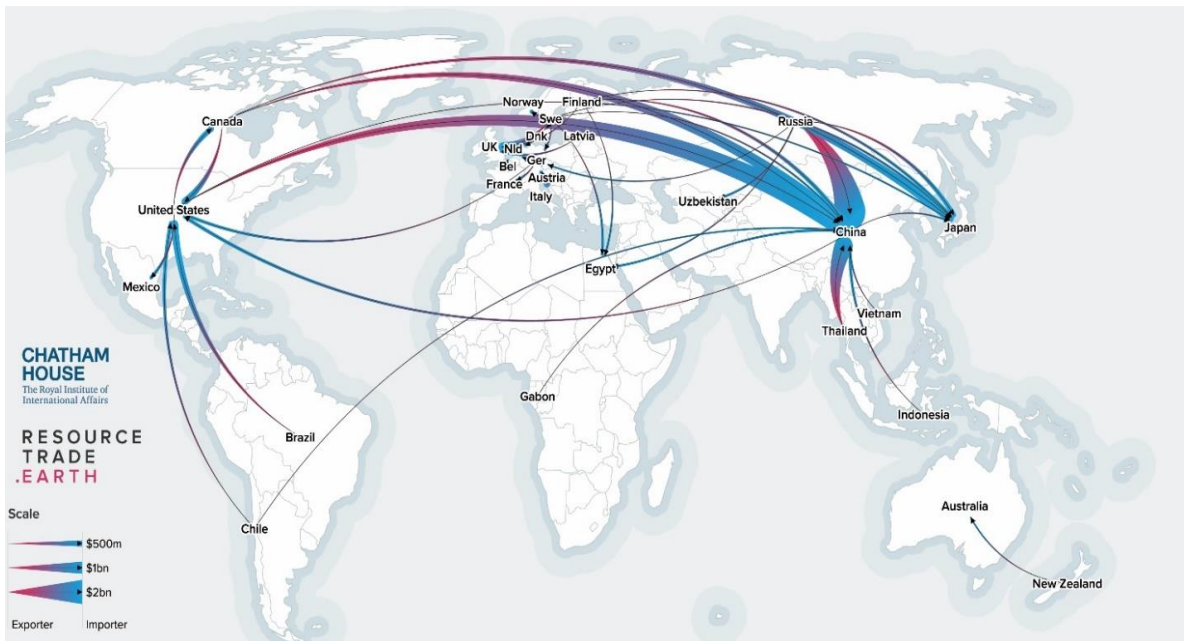 Norway
Finland
Canada
Swe
Russia
Dnk
Latvia
UK
Nld
Ger
Bel
Austria
France
Italy
Uzbekistan
United States
China
Japan
Egypt
Mexico
Vietnam
Thailand
CHATHAM
HOUSE
The Royal Institute of
International Affairs
Gabon
Indonesia
RESOURCE
TRADE
.EARTH
Brazil
Scale
Australia
Chile
$500m
$1bn
New Zealand
$2bn
Exporter
Importer